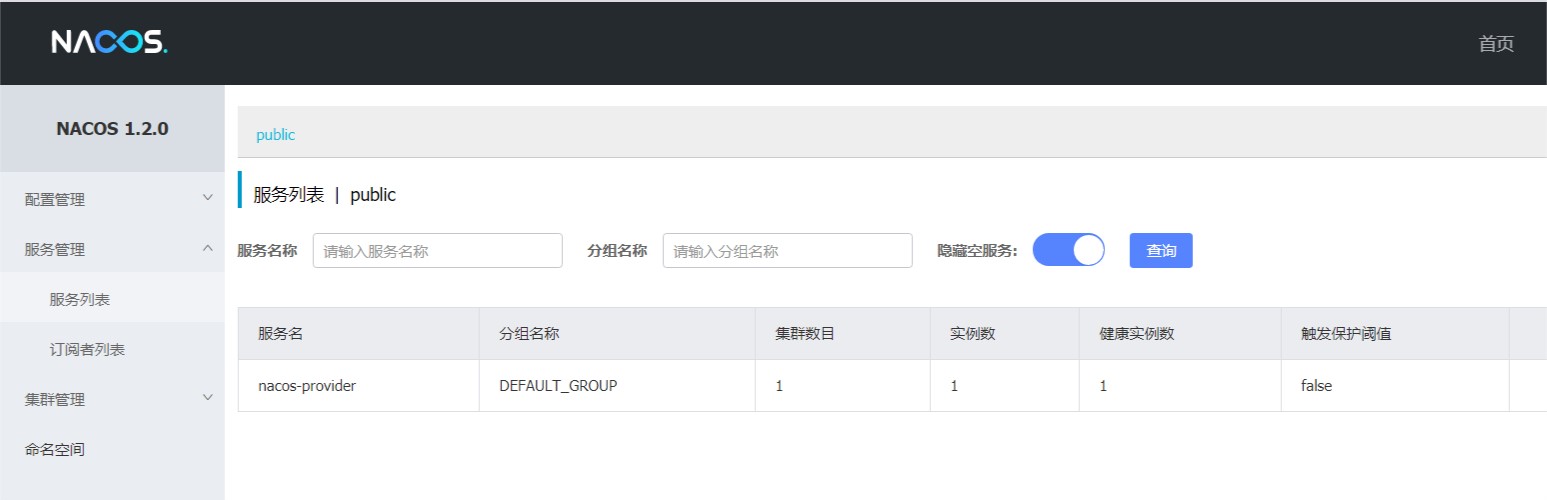 NACOS.
首页
NACOS 1.2.0
配置管理
服务管理
服务列表
订阅者列表
集群管理
命名空间
public
服务列表 | public
服务名称 请输入服务名称 分组名称 请输入分组名称 隐藏空服务: 查询
服务名 分组名称 集群数目 实例数 健康实例数 触发保护阈值
nacos-provider DEFAULT_GROUP 1 1 1 false